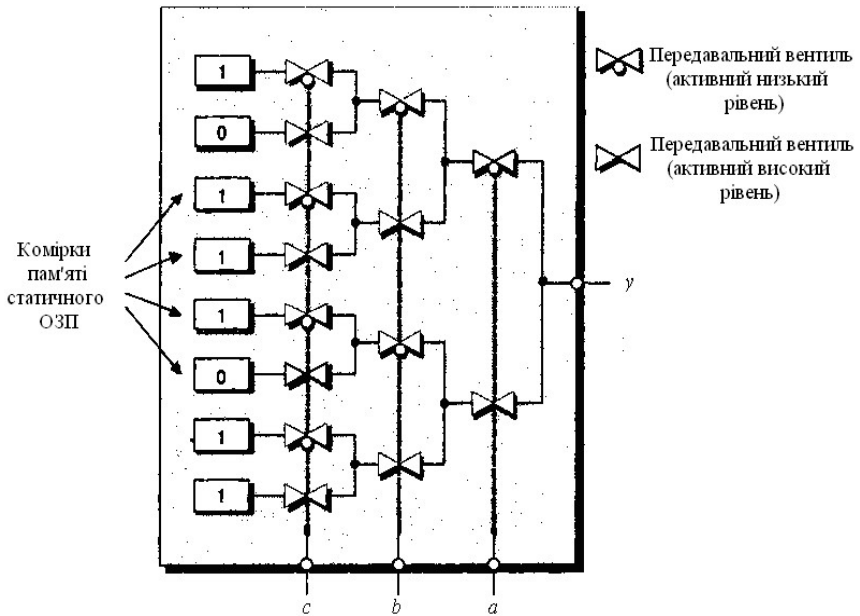 1
0
1
1
1
0
1
1
Передавальний вентиль
(активний низький
рівень)
Передавальний вентиль
(активний високий
рівень)
Комірки
пам'яті
статичного
ОЗП
y
c
b
a